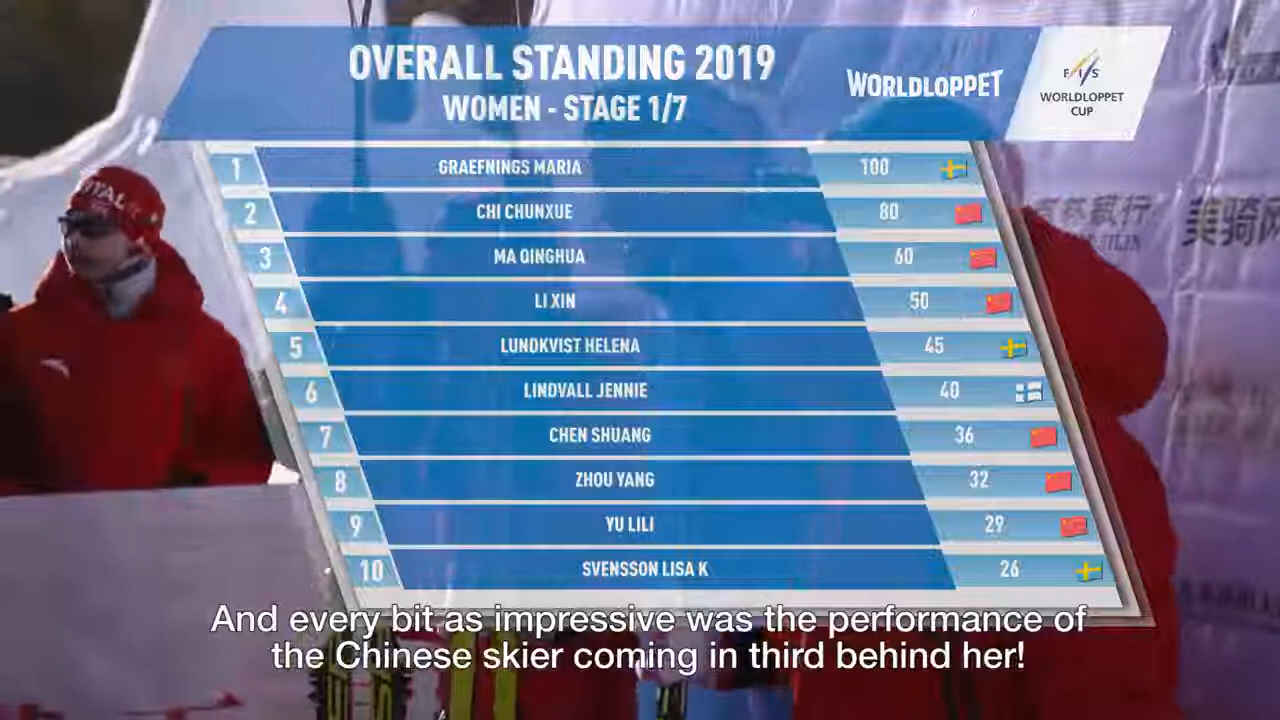 OVERALL STANDING 2019
WOMEN - STAGE 1/7
WORLDLOPPET
F/I/S
WORLDLOPPET
CUP
1 GRAEFNINGS MARIA 100
2 CHI CHUNXUE 80
3 MA QINGHUA 60
4 LI XIN 50
5 LUNDKVIST HELENA 45
6 LINDVALL JENNIE 40
7 CHEN SHUANG 36
8 ZHOU YANG 32
9 YU LILI 29
10 SVENSSON LISA K 26
美骑网
And every bit as impressive was the performance of
the Chinese skier coming in third behind her!